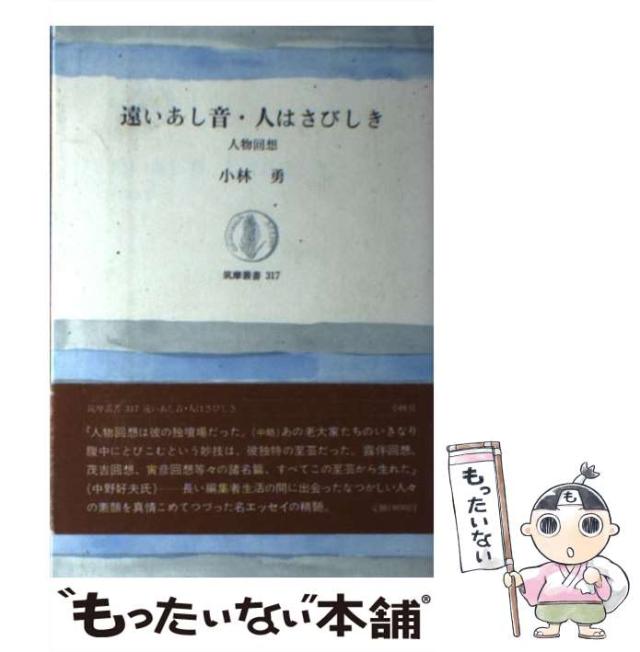 遠いあし音・人はさびしき
人物回想
小林 勇
筑摩叢書 317
筑摩叢書 317 遠いあし音・人はさびしき 小林勇
『人物回想は彼の独壇場だった。(中略)あの老大家たちのいきなり
腹中にとびこむという妙技は、彼独特の至芸だった。露伴回想、
茂吉回想、寅彦回想等々の諸名篇、すべてこの至芸から生れた』
(中野好夫氏)——長い編集者生活の間に出会ったなつかしい人々
の素顔を真情こめてつづった名エッセイの精髄。
もったいない
も
"もったいない"本舗®